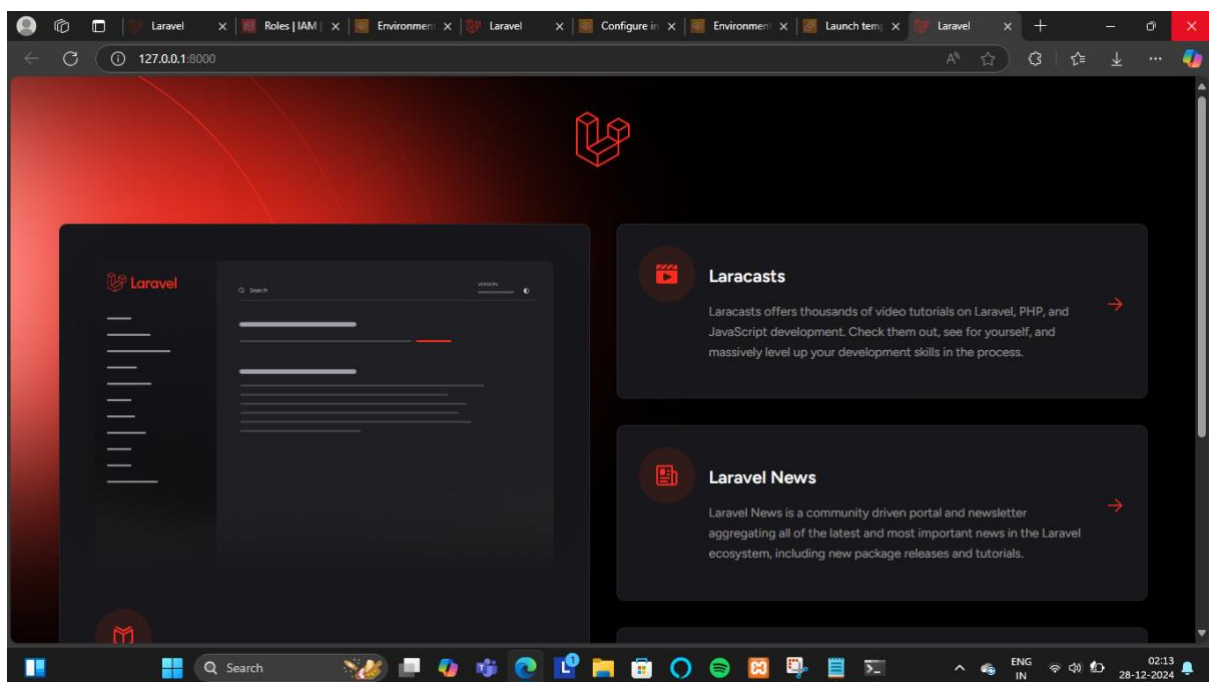 Laravel
Roles | IAM |
Environmen
Laravel
Configure in
Environmen
Launch tem
Laravel
127.0.0.1:8000
Laravel
Search
VERSION
Laracasts
Laracasts offers thousands of video tutorials on Laravel, PHP, and
JavaScript development. Check them out, see for yourself, and
massively level up your development skills in the process.
Laravel News
Laravel News is a community driven portal and newsletter
aggregating all of the latest and most important news in the Laravel
ecosystem, including new package releases and tutorials.
Search
ENG
IN
02:13
28-12-2024